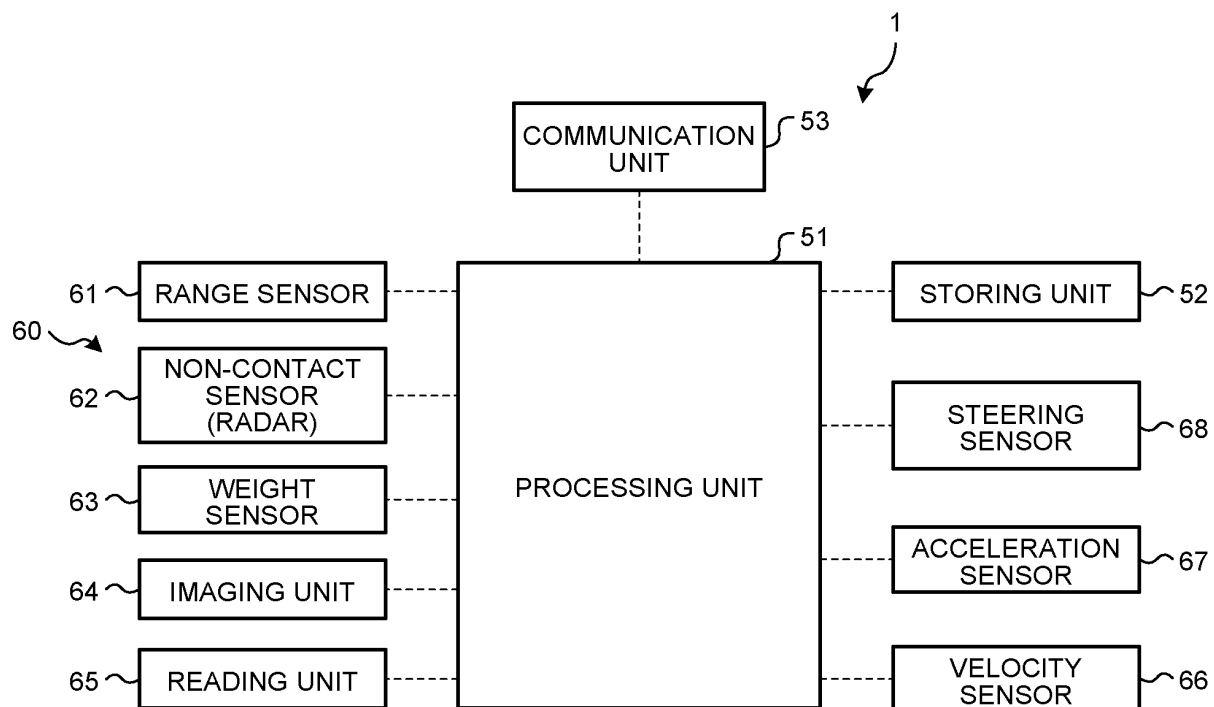 1
COMMUNICATION
UNIT
53
51
61
RANGE SENSOR
60
62
NON-CONTACT
SENSOR
(RADAR)
63
WEIGHT
SENSOR
64
IMAGING UNIT
65
READING UNIT
PROCESSING UNIT
STORING UNIT
52
STEERING
SENSOR
68
ACCELERATION
SENSOR
67
VELOCITY
SENSOR
66